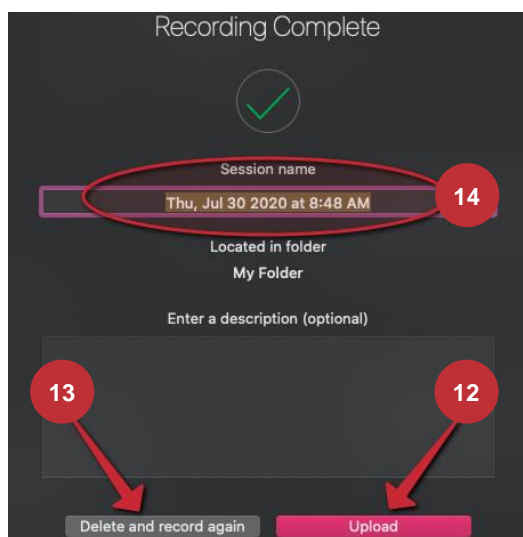 Recording Complete
Session name
14
Thu, Jul 30 2020 at 8:48 AM
Located in folder
My Folder
Enter a description (optional)
13
12
Delete and record again
Upload